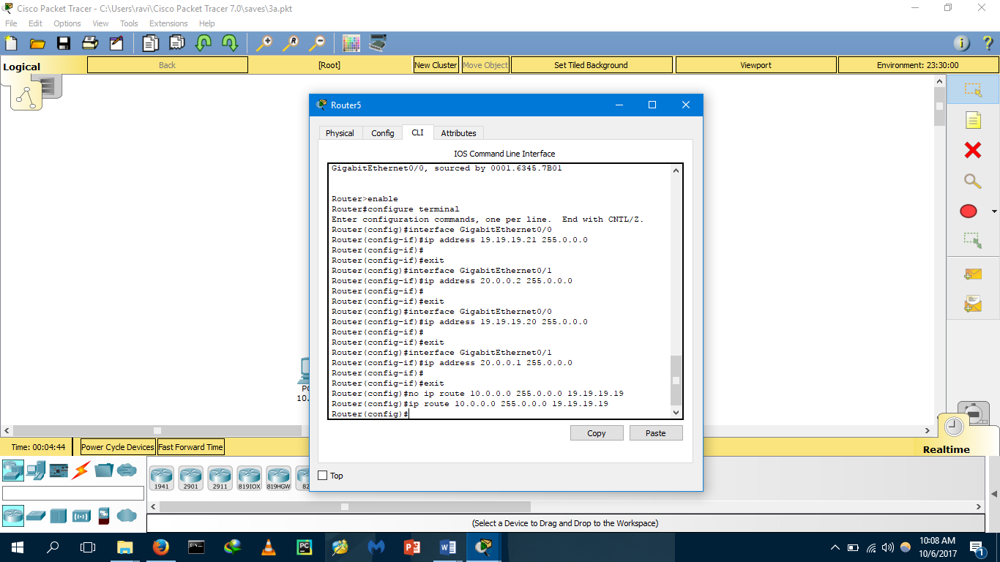 Cisco Packet Tracer - C:\Users\ravi\Cisco Packet Tracer 7.0\saves\3a.pkt
File Edit Options View Tools Extensions Help
Logical
Back
[Root]
New Cluster
Move Object
Set Tiled Background
Viewport
Environment: 23:30:00
Router5
Physical Config CLI Attributes
IOS Command Line Interface
GigabitEthernet0/0, sourced by 0001.6345.7B01
Router>enable
Router#configure terminal
Enter configuration commands, one per line.  End with CNTL/Z.
Router(config)#interface GigabitEthernet0/0
Router(config-if)#ip address 19.19.19.21 255.0.0.0
Router(config-if)#
Router(config-if)#exit
Router(config)#interface GigabitEthernet0/1
Router(config-if)#ip address 20.0.0.2 255.0.0.0
Router(config-if)#
Router(config-if)#exit
Router(config)#interface GigabitEthernet0/0
Router(config-if)#ip address 19.19.19.20 255.0.0.0
Router(config-if)#
Router(config-if)#exit
Router(config)#interface GigabitEthernet0/1
Router(config-if)#ip address 20.0.0.1 255.0.0.0
Router(config-if)#
Router(config-if)#exit
Router(config)#no ip route 10.0.0.0 255.0.0.0 19.19.19.19
Router(config)#ip route 10.0.0.0 255.0.0.0 19.19.19.19
Router(config)#
Copy
Paste
Top
10.
Time: 00:04:44
Power Cycle Devices
Fast Forward Time
Realtime
1941 2901 2911 819IOX 819HGW 82
(Select a Device to Drag and Drop to the Workspace)
10:08 AM
10/6/2017
1